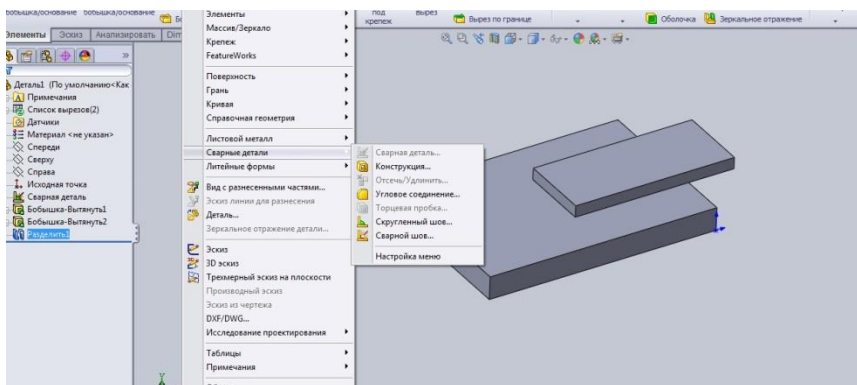 бобышка/основание бобышка/основание
под крепеж
вырез
Вырез по границе
Оболочка
Зеркальное отражение
Элементы
Эскиз
Анализировать
Dim
Деталь1 (По умолчанию<Как
Примечания
Список вырезов(2)
Датчики
Материал <не указан>
Спереди
Сверху
Справа
Исходная точка
Сварная деталь
Бобышка-Вытянуть1
Бобышка-Вытянуть2
Разделить1
Элементы
Массив/Зеркало
Крепеж
FeatureWorks
Поверхность
Грань
Кривая
Справочная геометрия
Листовой металл
Сварные детали
Литейные формы
Вид с разнесенными частями...
Эскиз линии для разнесения
Деталь...
Зеркальное отражение детали...
Эскиз
3D эскиз
Трехмерный эскиз на плоскости
Производный эскиз
Эскиз из чертежа
DXF/DWG...
Исследование проектирования
Таблицы
Примечания
Сварная деталь...
Конструкция...
Отсечь/Удлинить...
Угловое соединение...
Торцевая пробка...
Скругленный шов...
Сварной шов...
Настройка меню
Y